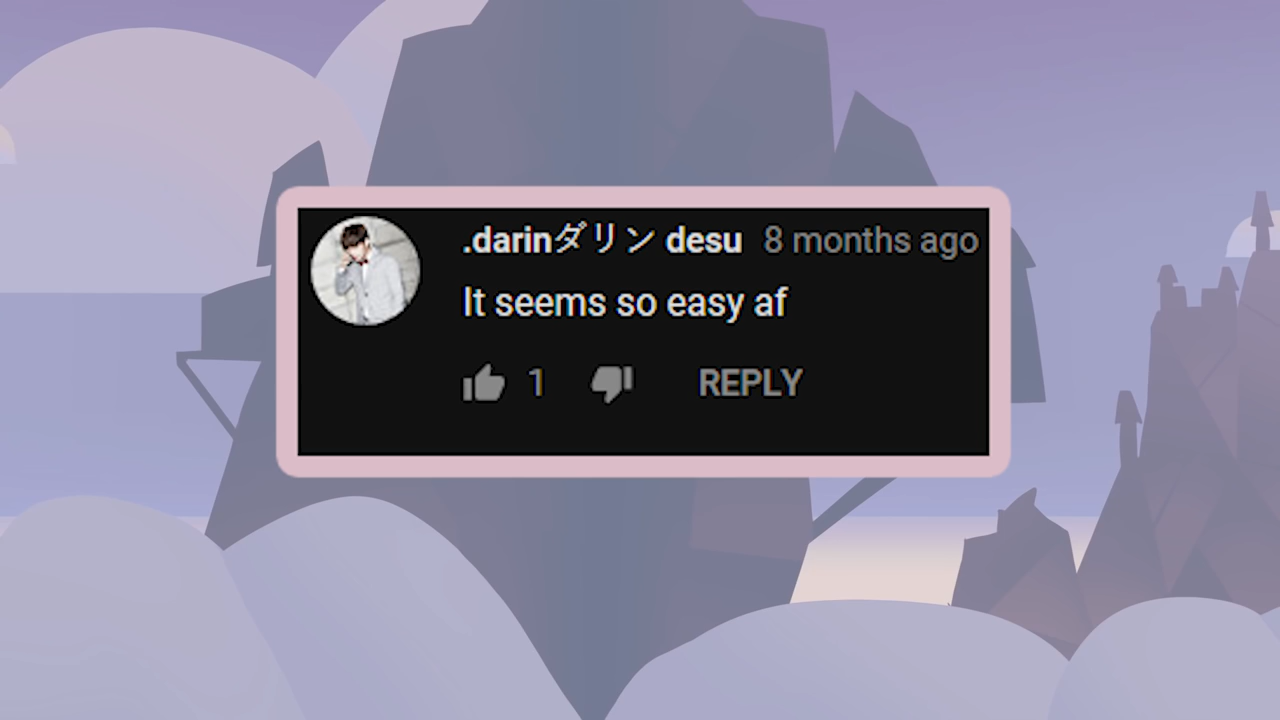 .darinダリン desu 8 months ago
It seems so easy af
1 REPLY